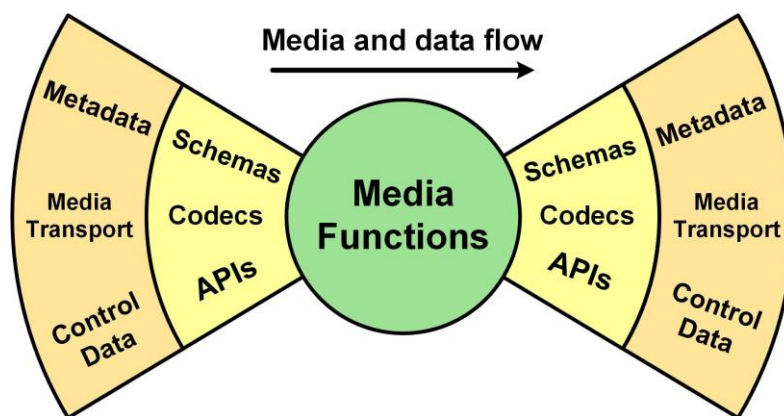 Media and data flow
Metadata
Media
Transport
Control
Data
Schemas
Codecs
APIs
Media
Functions
Schemas
Codecs
APIs
Metadata
Media
Transport
Control
Data